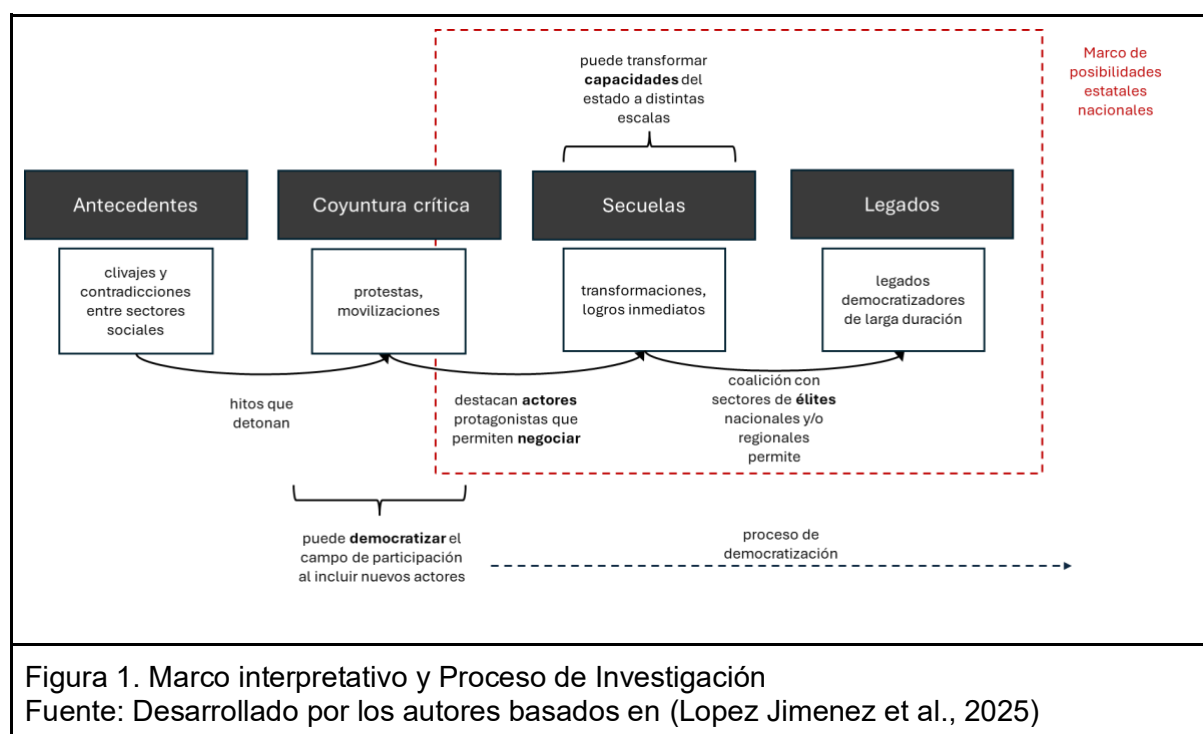 puede transformar
capacidades del
estado a distintas
escalas
Marco de
posibilidades
estatales
nacionales
Antecedentes
Coyuntura crítica
Secuelas
Legados
clivajes y
contradicciones
entre sectores
sociales
protestas,
movilizaciones
transformaciones,
logros inmediatos
legados
democratizadores
de larga duración
hitos que
detonan
destacan actores
protagonistas que
permiten negociar
coalición con
sectores de élites
nacionales y/o
regionales
permite
puede democratizar el
campo de participación
al incluir nuevos actores
proceso de
democratización
Figura 1. Marco interpretativo y Proceso de Investigación
Fuente: Desarrollado por los autores basados en (Lopez Jimenez et al., 2025)